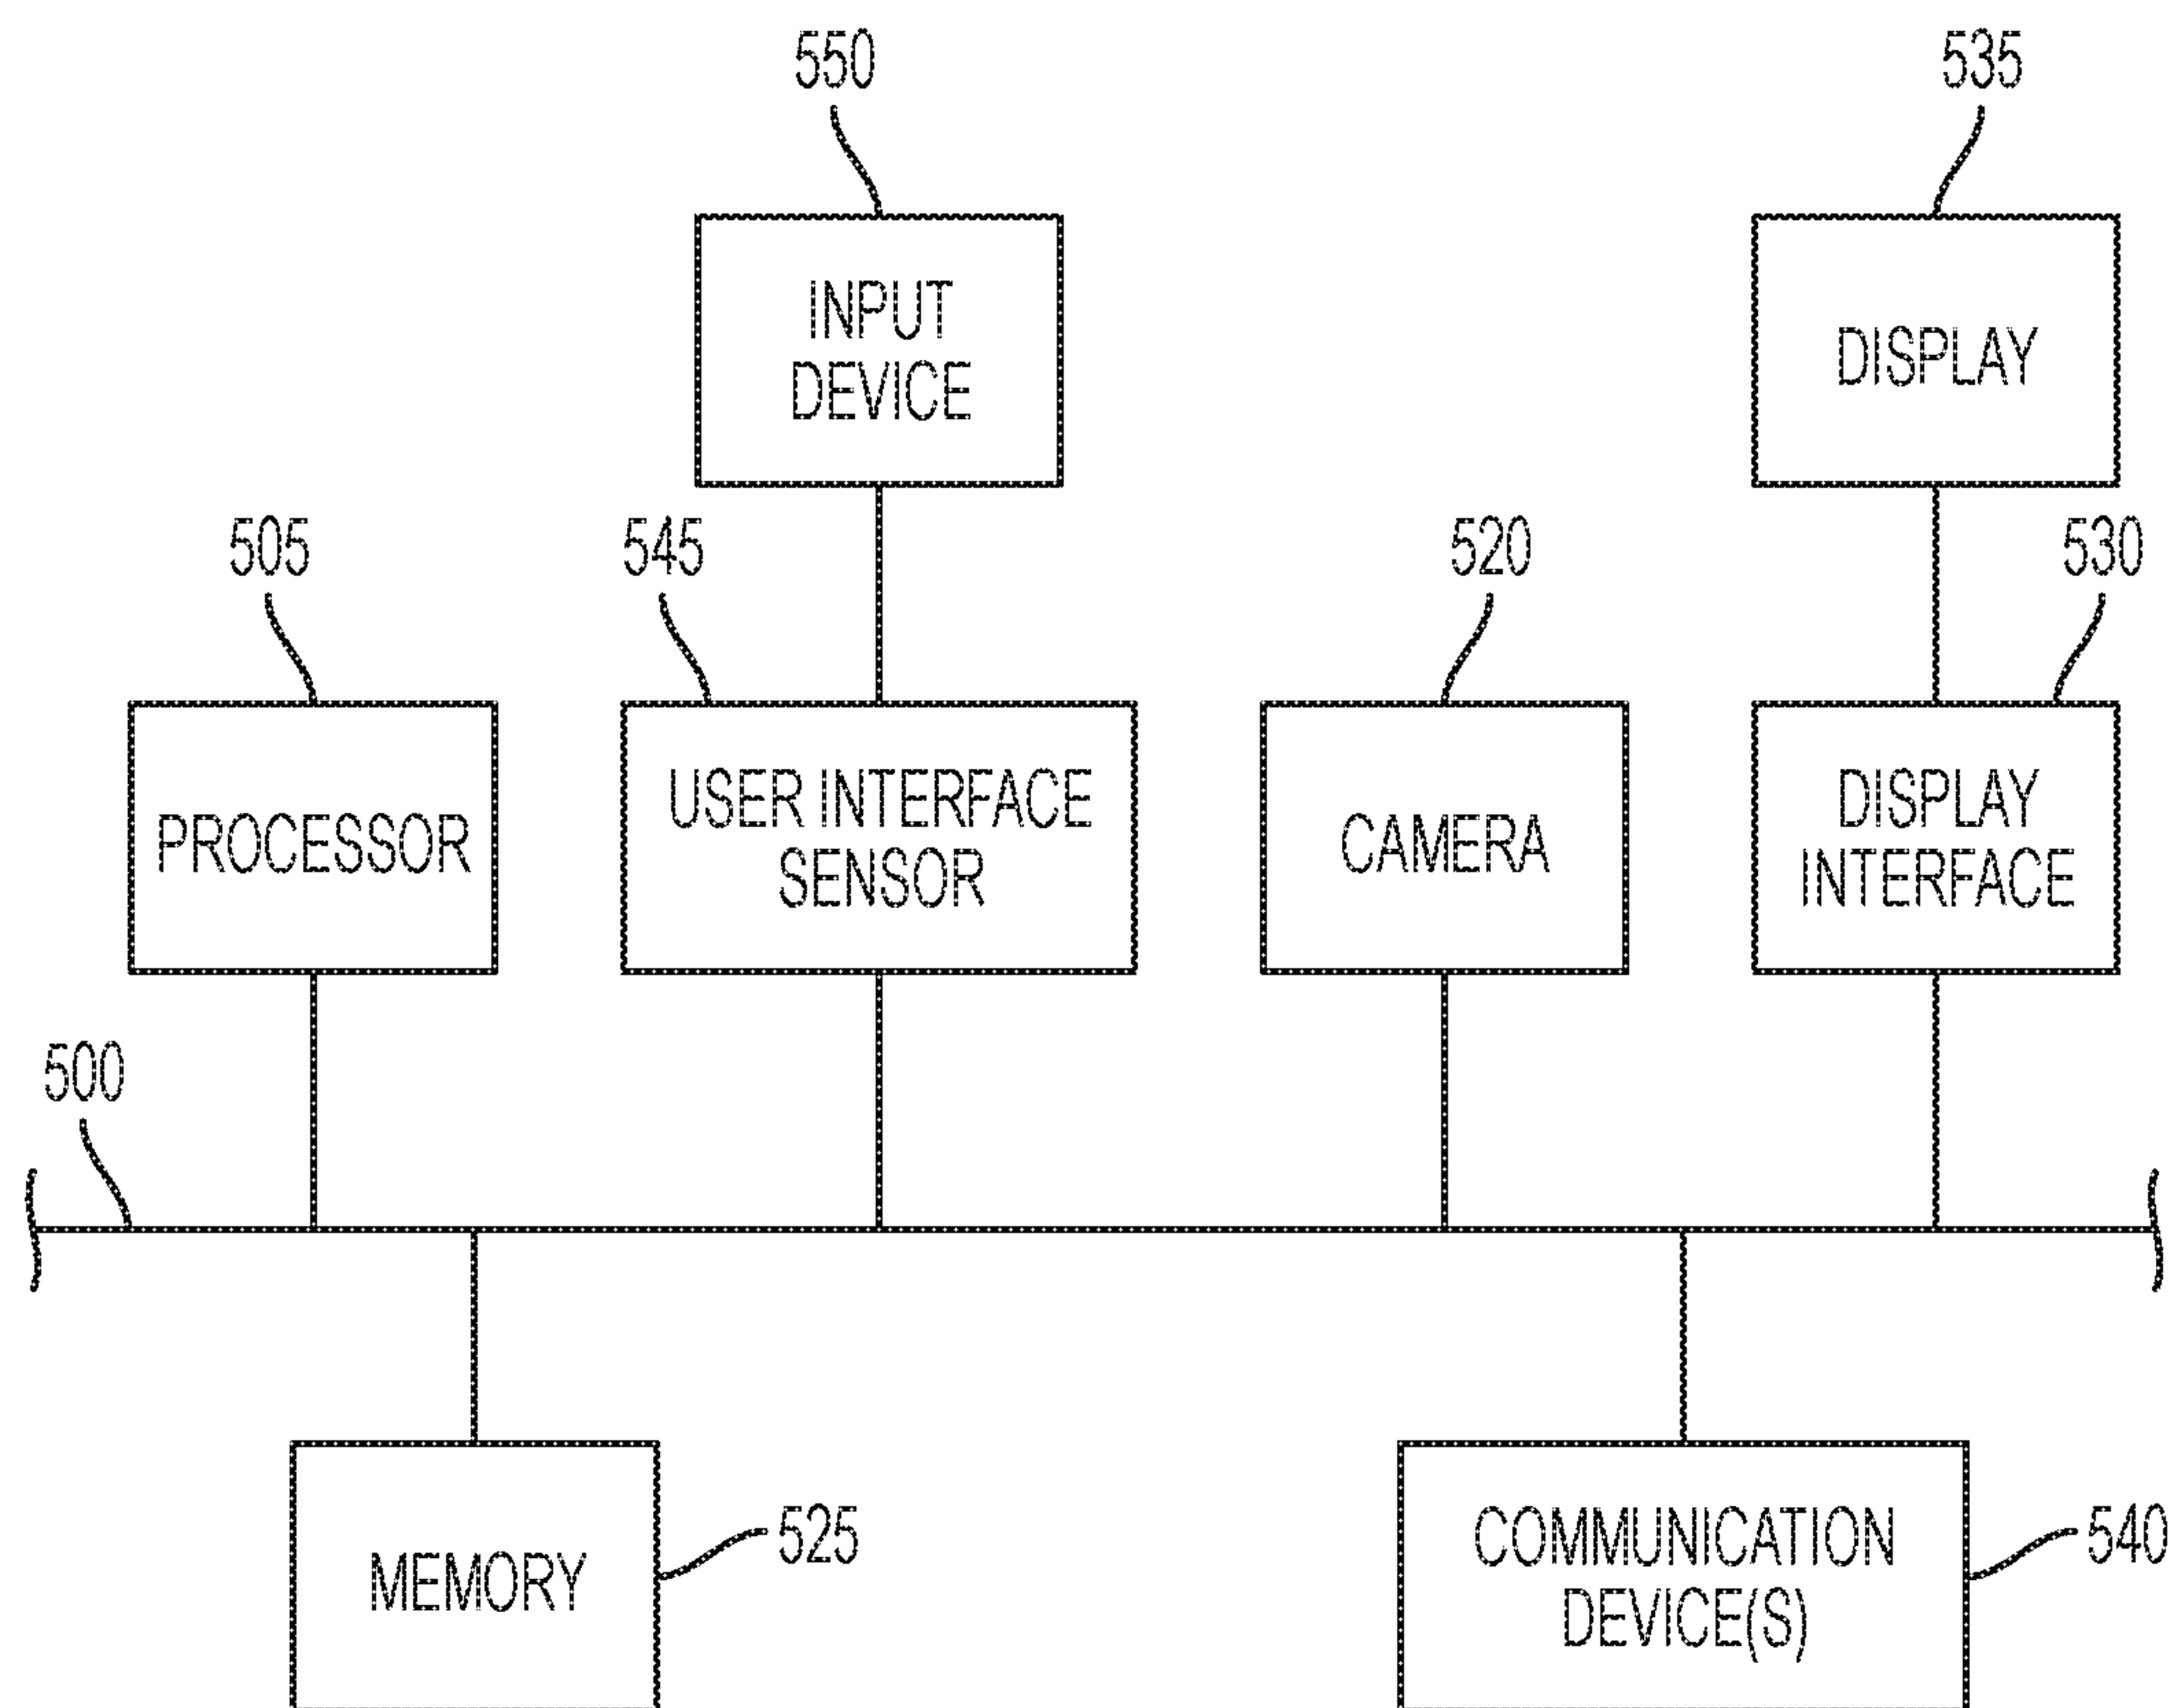 550
535
INPUT
DEVICE
DISPLAY
505
545
520
530
PROCESSOR
USER INTERFACE
SENSOR
CAMERA
DISPLAY
INTERFACE
500
MEMORY
525
COMMUNICATION
DEVICE(S)
540